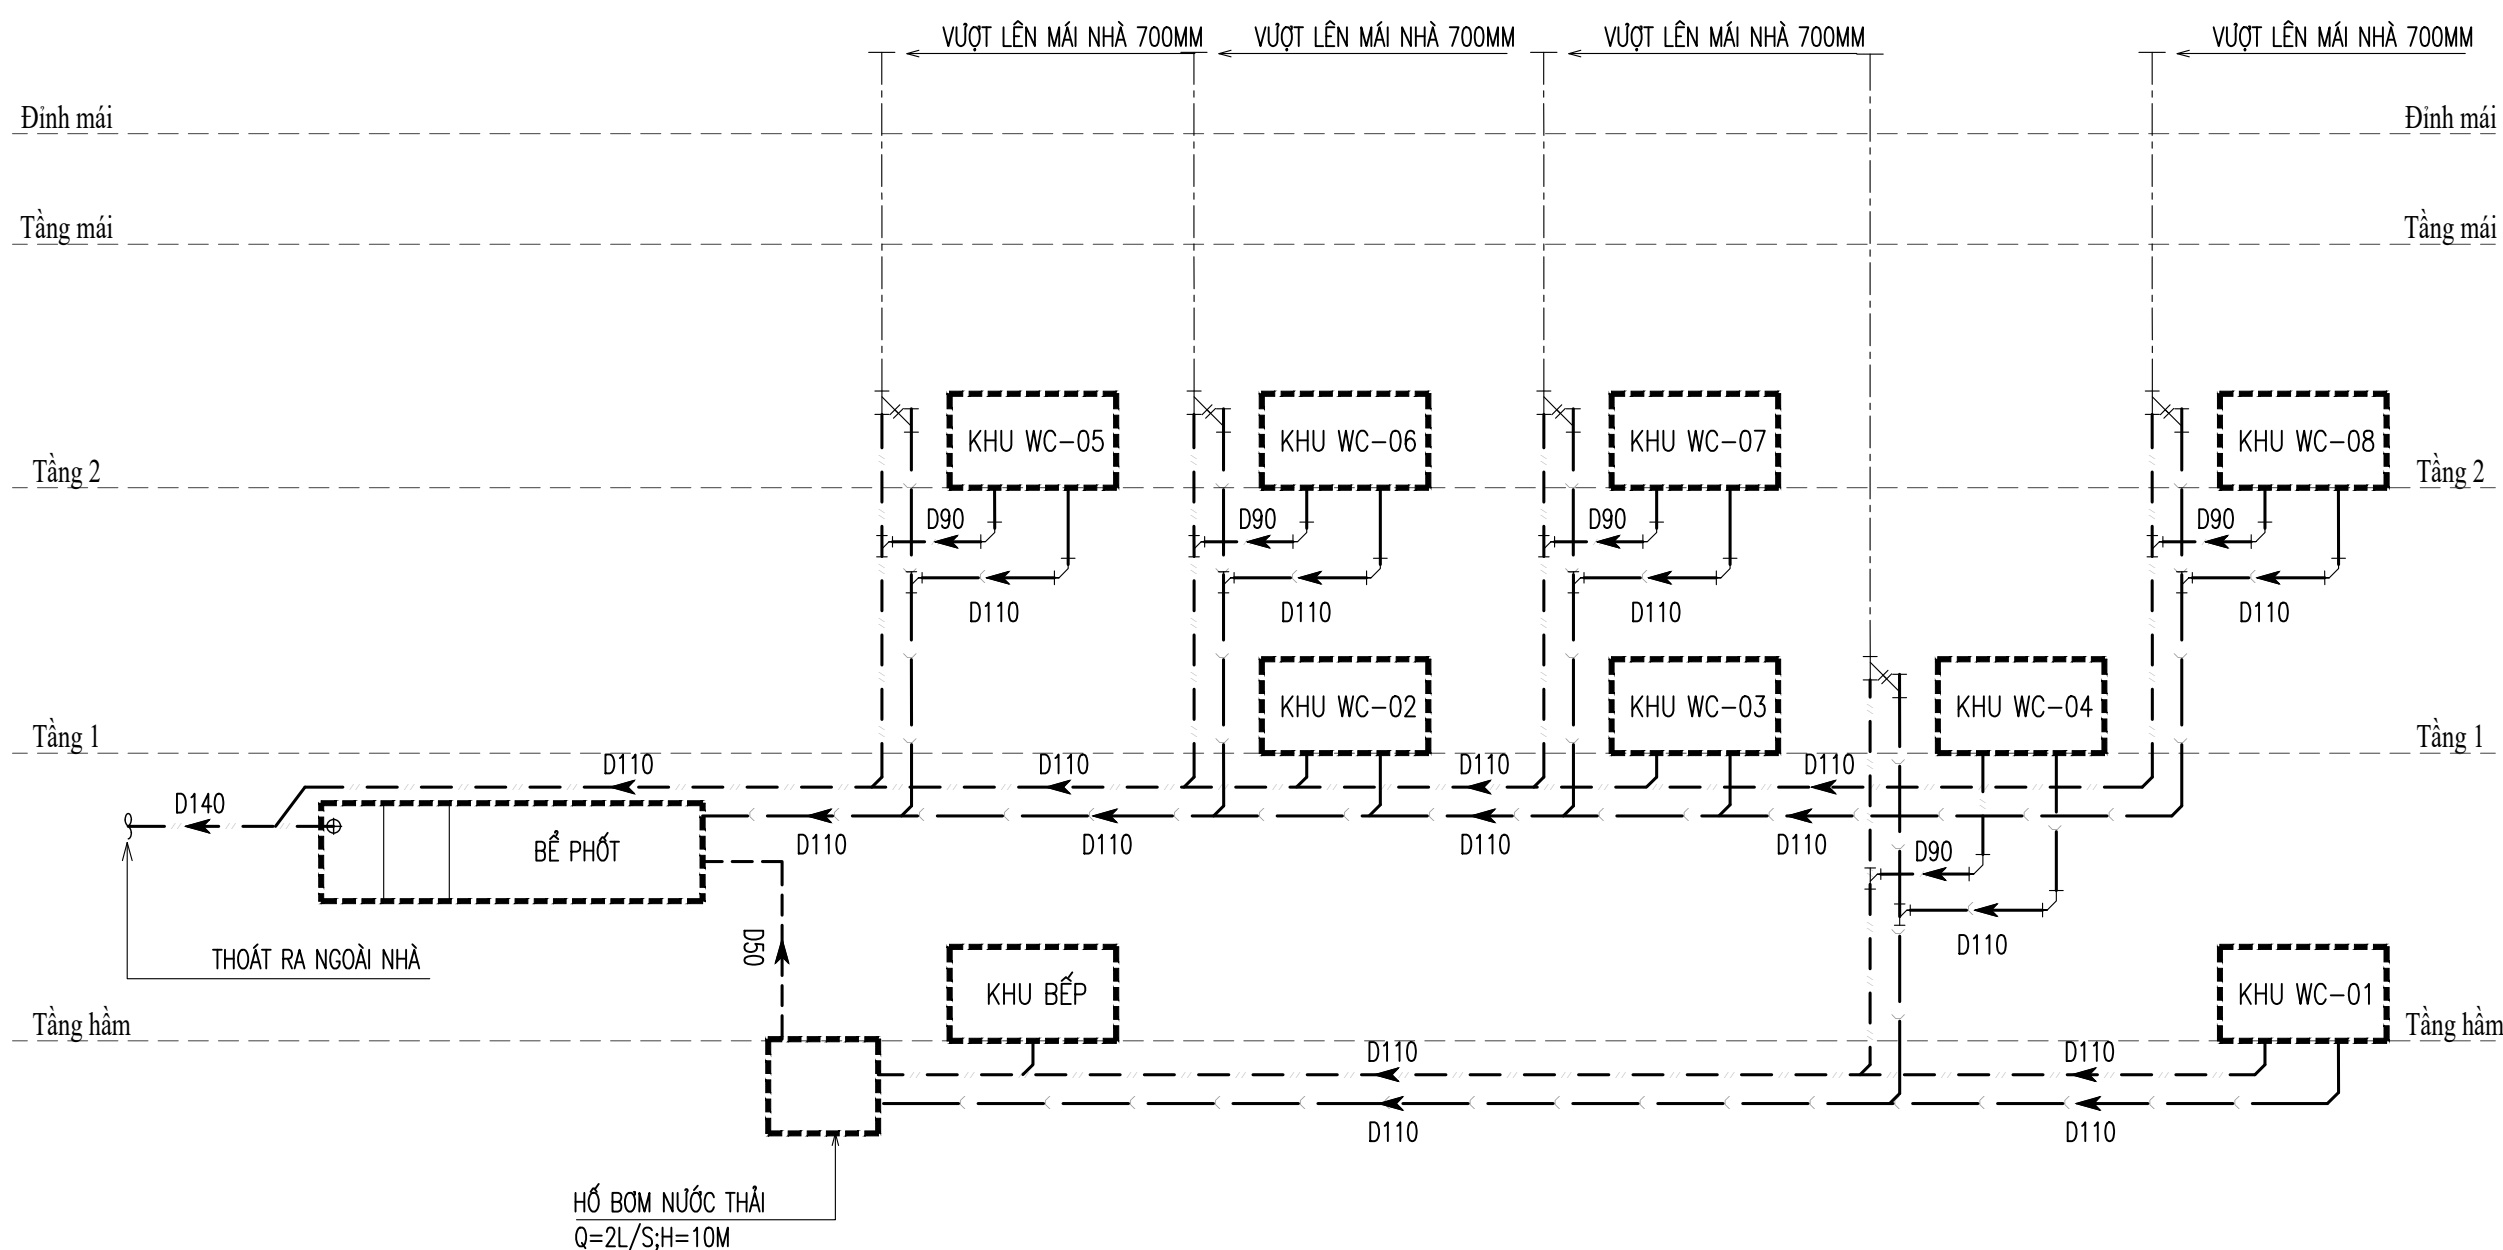 VƯỢT LÊN MÁI NHÀ 700MM
VƯỢT LÊN MÁI NHÀ 700MM
VƯỢT LÊN MÁI NHÀ 700MM
VƯỢT LÊN MÁI NHÀ 700MM
Đỉnh mái
Đỉnh mái
Tầng mái
Tầng mái
KHU WC-05
KHU WC-06
KHU WC-07
KHU WC-08
Tầng 2
Tầng 2
D90
D90
D90
D90
D110
D110
D110
D110
KHU WC-02
KHU WC-03
KHU WC-04
Tầng 1
Tầng 1
D110
D110
D110
D110
D140
BỂ PHỐT
D110
D110
D110
D110
D90
D50
D110
THOÁT RA NGOÀI NHÀ
KHU BẾP
KHU WC-01
Tầng hầm
Tầng hầm
D110
D110
D110
D110
HỐ BƠM NƯỚC THẢI
Q=2L/S;H=10M